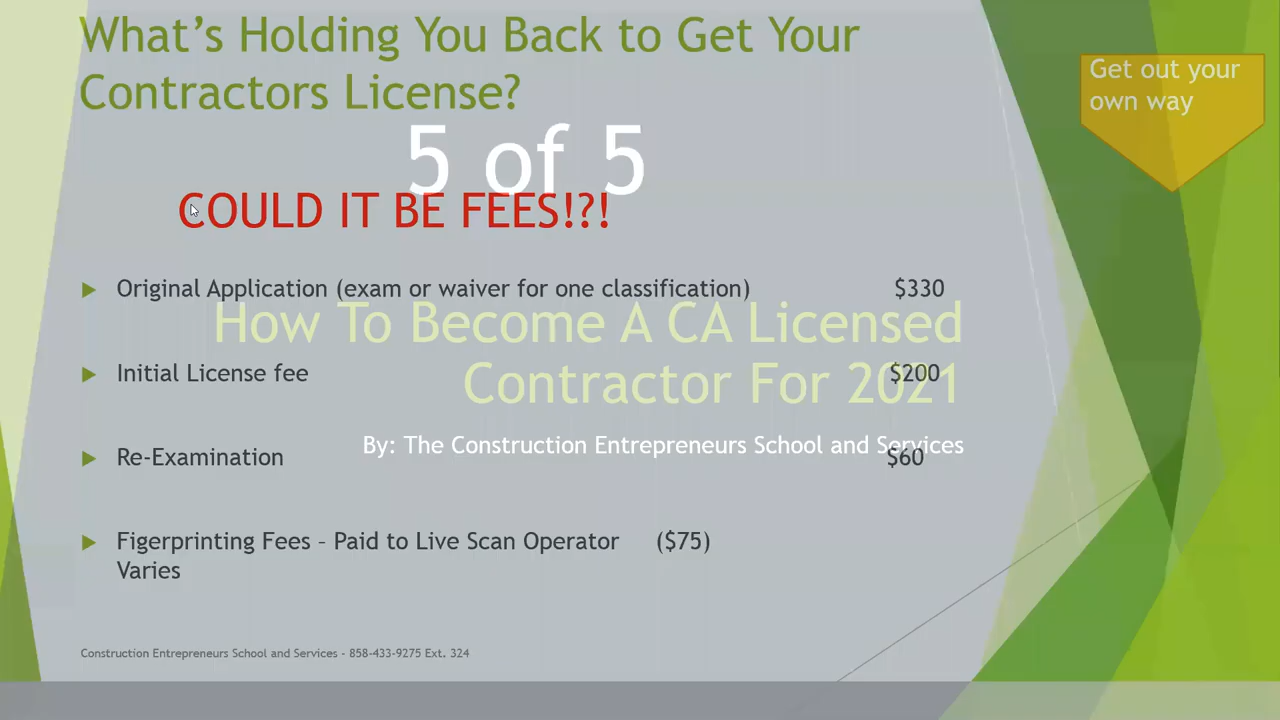 What's Holding You Back to Get Your
Contractors License?
Get out your
own way
5 of 5
COULD IT BE FEES!?!
Original Application (exam or waiver for one classification) $330
How To Become A CA Licensed
Contractor For 2021
Initial License fee $200
By: The Construction Entrepreneurs School and Services
Re-Examination $60
Figerprinting Fees – Paid to Live Scan Operator ($75)
Varies
Construction Entrepreneurs School and Services - 858-433-9275 Ext. 324